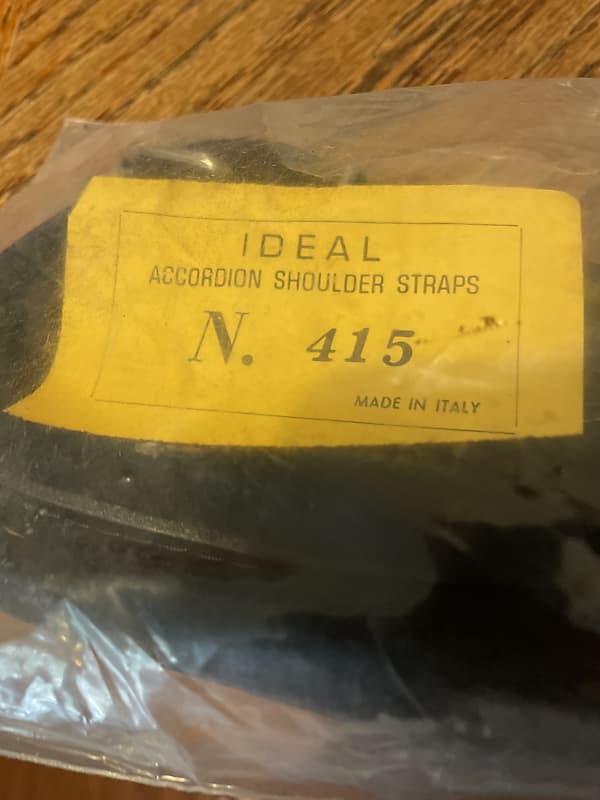 IDEAL
ACCORDION SHOULDER STRAPS
N. 415
MADE IN ITALY